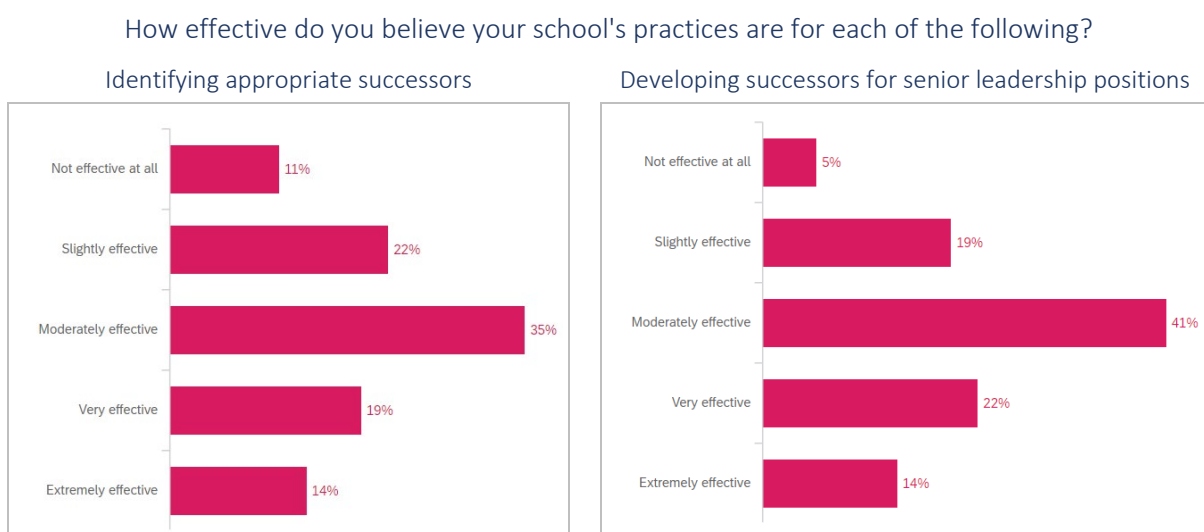 How effective do you believe your school's practices are for each of the following?
Identifying appropriate successors
Not effective at all
11%
Slightly effective
22%
Moderately effective
35%
Very effective
19%
Extremely effective
14%
Developing successors for senior leadership positions
Not effective at all
5%
Slightly effective
19%
Moderately effective
41%
Very effective
22%
Extremely effective
14%